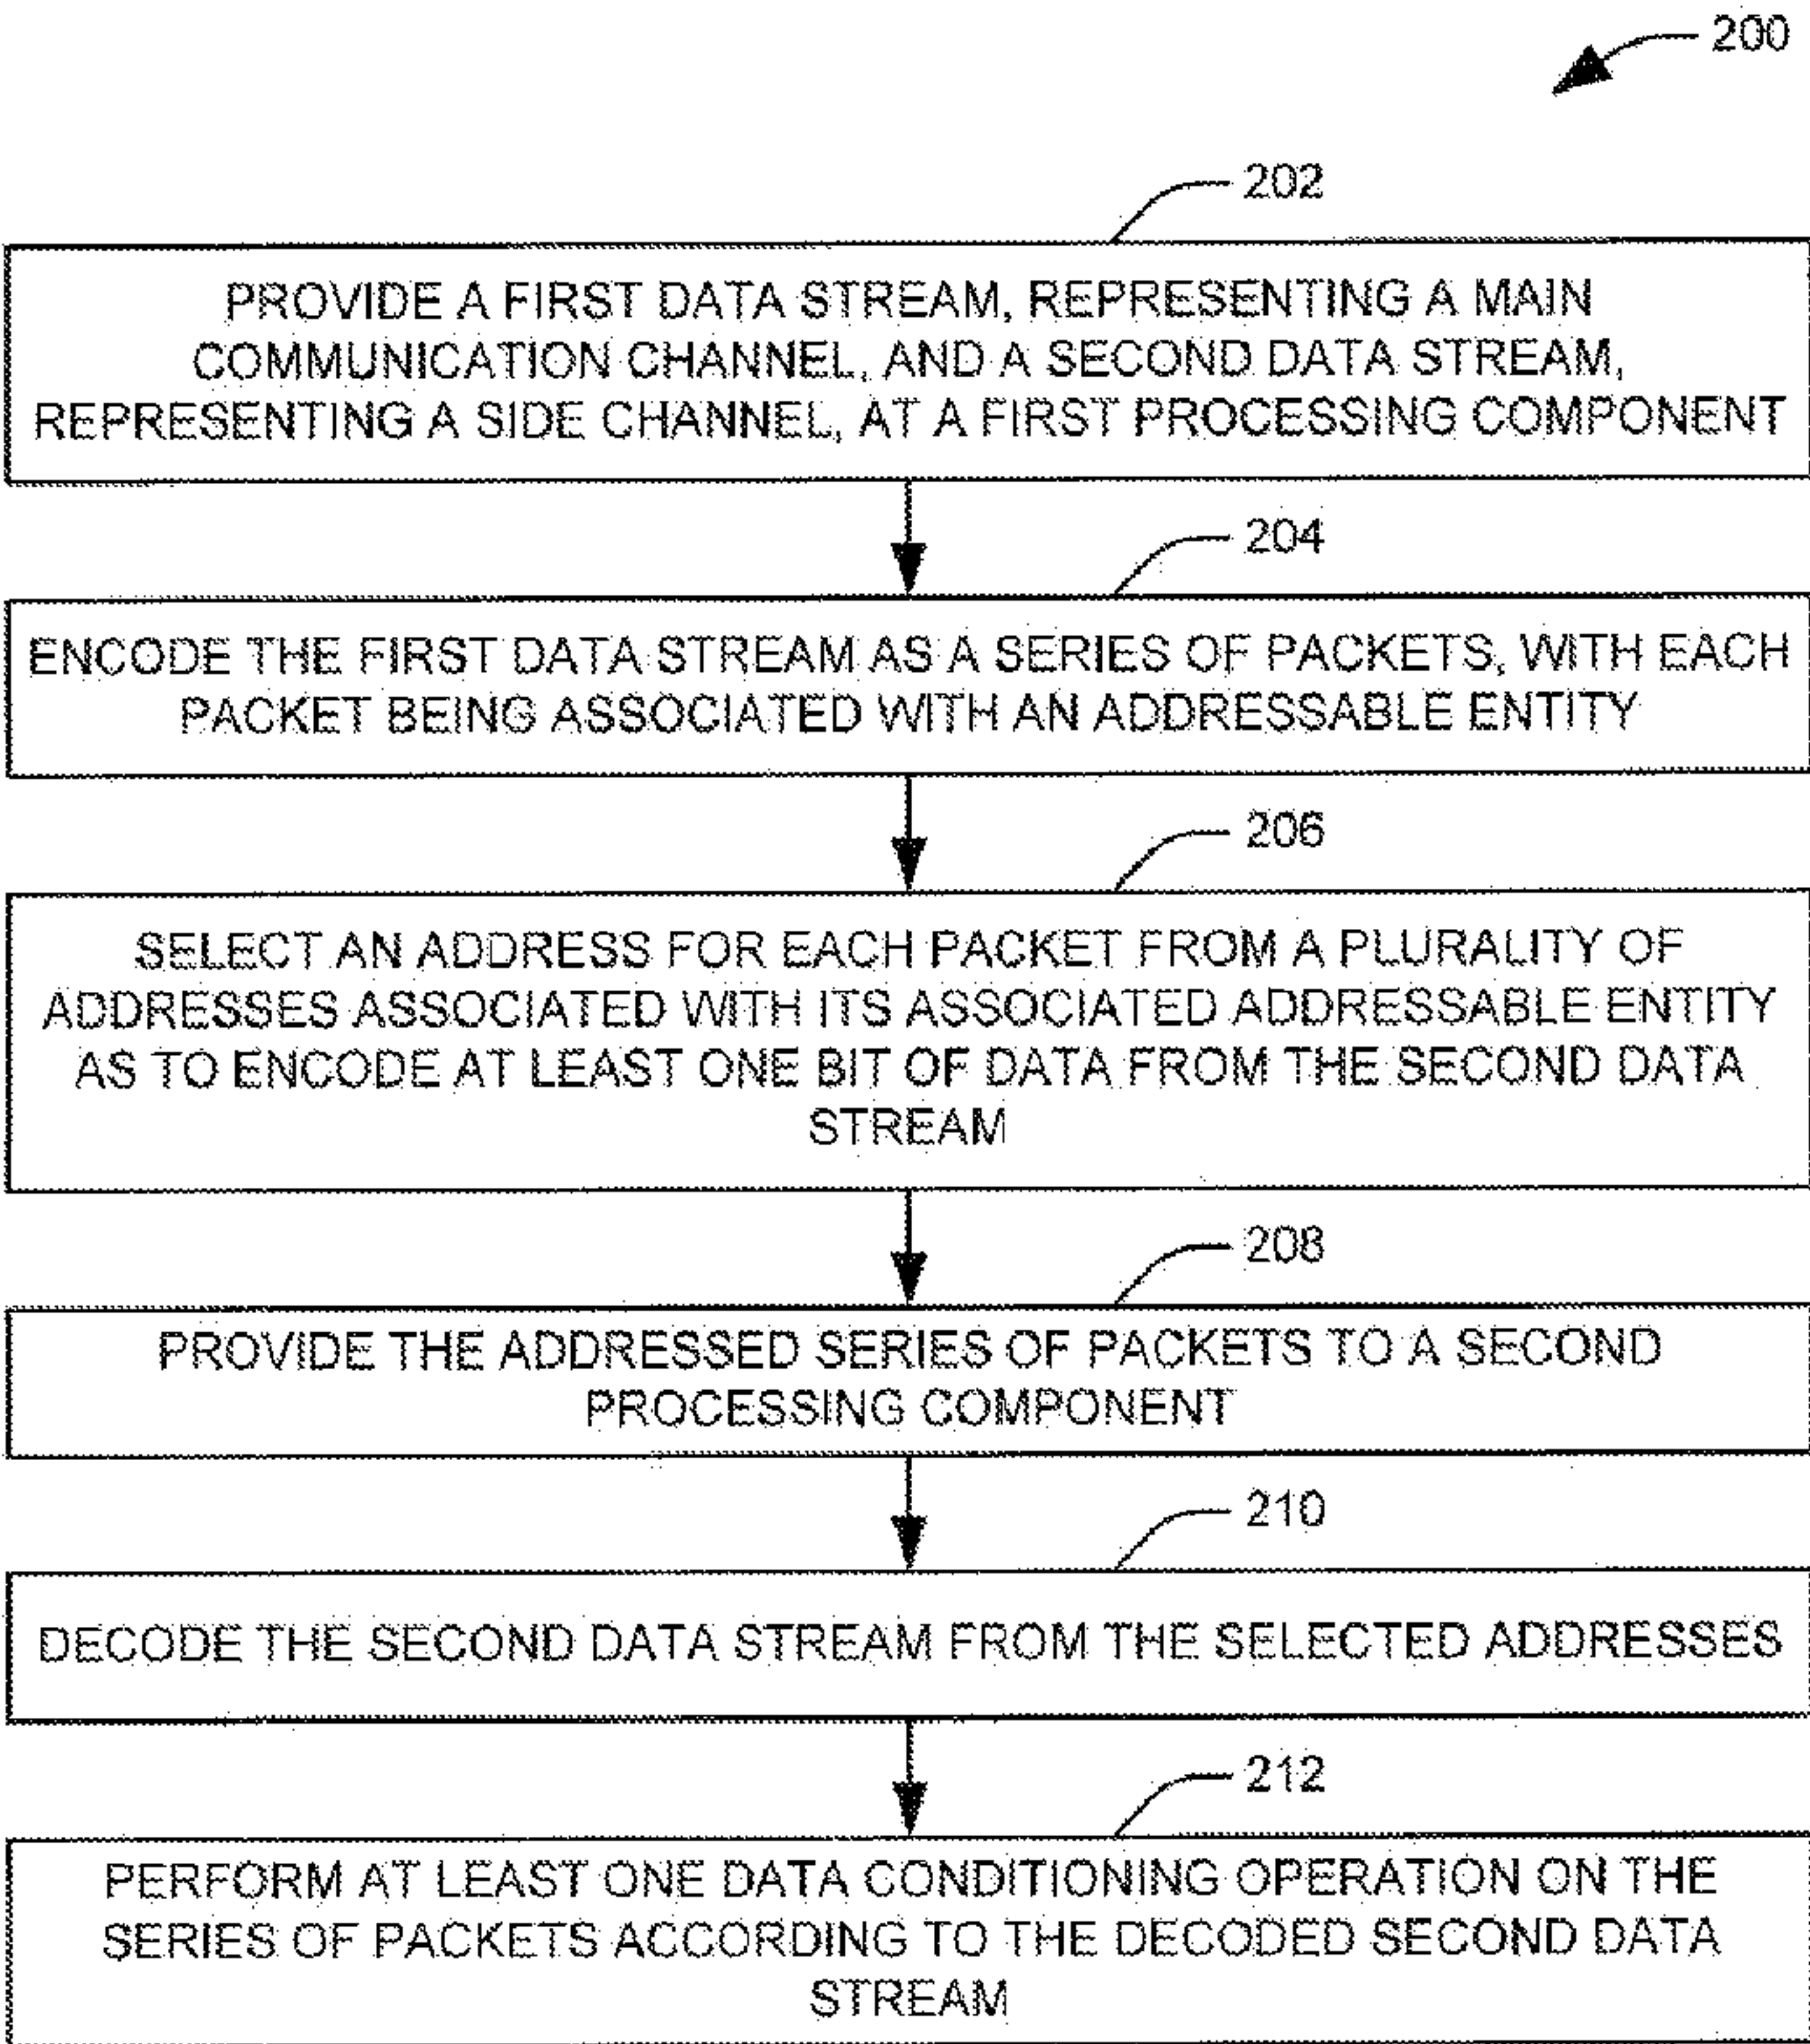 200
202
PROVIDE A FIRST DATA STREAM, REPRESENTING A MAIN
COMMUNICATION CHANNEL, AND A SECOND DATA STREAM,
REPRESENTING A SIDE CHANNEL, AT A FIRST PROCESSING COMPONENT
204
ENCODE THE FIRST DATA STREAM AS A SERIES OF PACKETS, WITH EACH
PACKET BEING ASSOCIATED WITH AN ADDRESSABLE ENTITY
206
SELECT AN ADDRESS FOR EACH PACKET FROM A PLURALITY OF
ADDRESSES ASSOCIATED WITH ITS ASSOCIATED ADDRESSABLE ENTITY
AS TO ENCODE AT LEAST ONE BIT OF DATA FROM THE SECOND DATA
STREAM
208
PROVIDE THE ADDRESSED SERIES OF PACKETS TO A SECOND
PROCESSING COMPONENT
210
DECODE THE SECOND DATA STREAM FROM THE SELECTED ADDRESSES
212
PERFORM AT LEAST ONE DATA CONDITIONING OPERATION ON THE
SERIES OF PACKETS ACCORDING TO THE DECODED SECOND DATA
STREAM